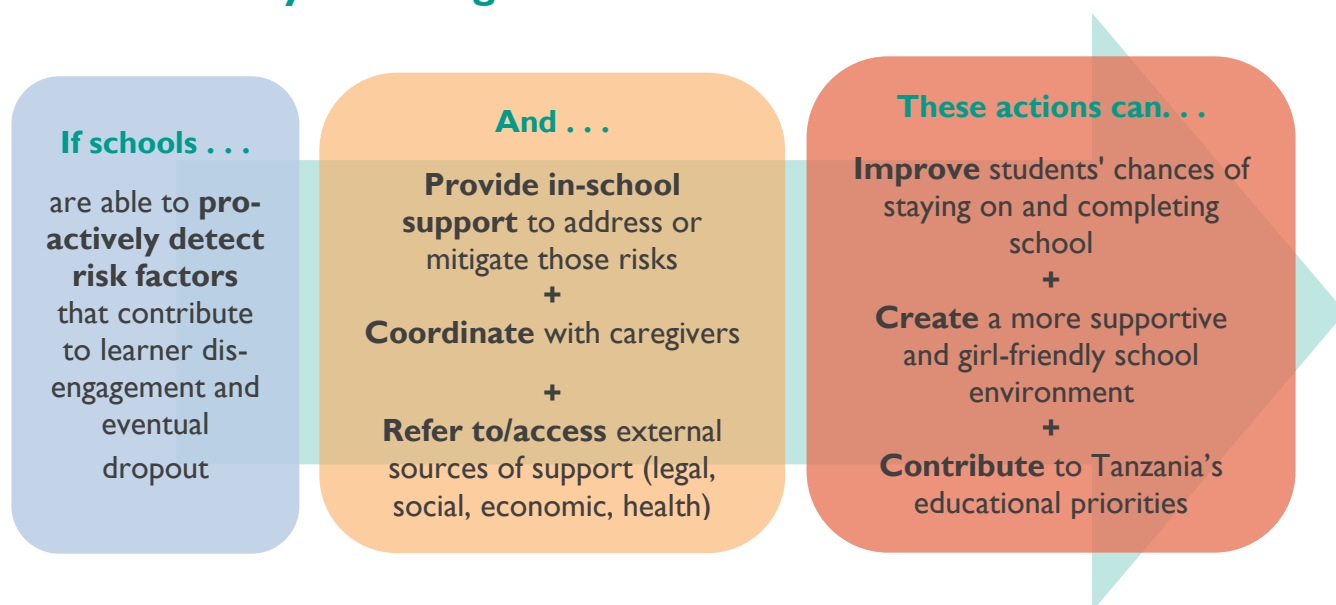 If schools . . .
are able to pro-
actively detect
risk factors
that contribute
to learner dis-
engagement and
eventual
dropout
And . . .
Provide in-school
support to address or
mitigate those risks
+
Coordinate with caregivers
+
Refer to/access external
sources of support (legal,
social, economic, health)
These actions can. . .
Improve students' chances of
staying on and completing
school
+
Create a more supportive
and girl-friendly school
environment
+
Contribute to Tanzania’s
educational priorities